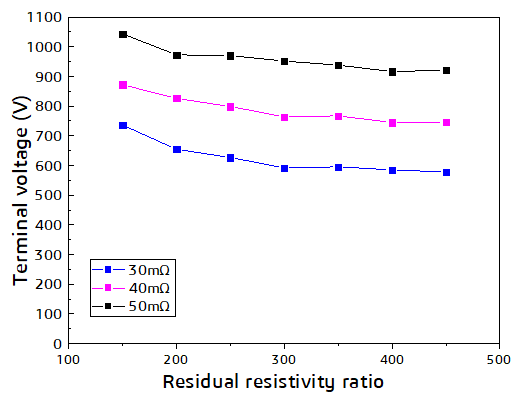 1100
1000
900
800
700
600
500
400
300
200
100
0
Terminal voltage (V)
30mΩ
40mΩ
50mΩ
100 200 300 400 500
Residual resistivity ratio